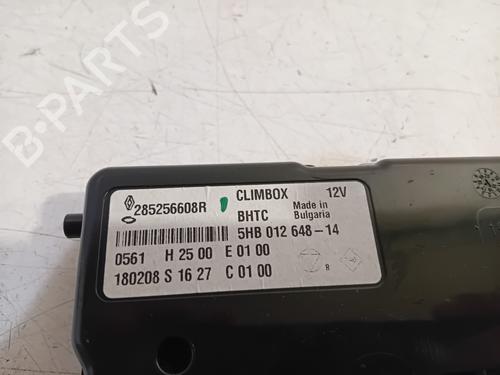 B-PARTS
285256608R CLIMBOX 12V
BHTC Made in Bulgaria
5HB 012 648-14
0561 H 25 00 E 01 00
180208 S 16 27 C 01 00
R